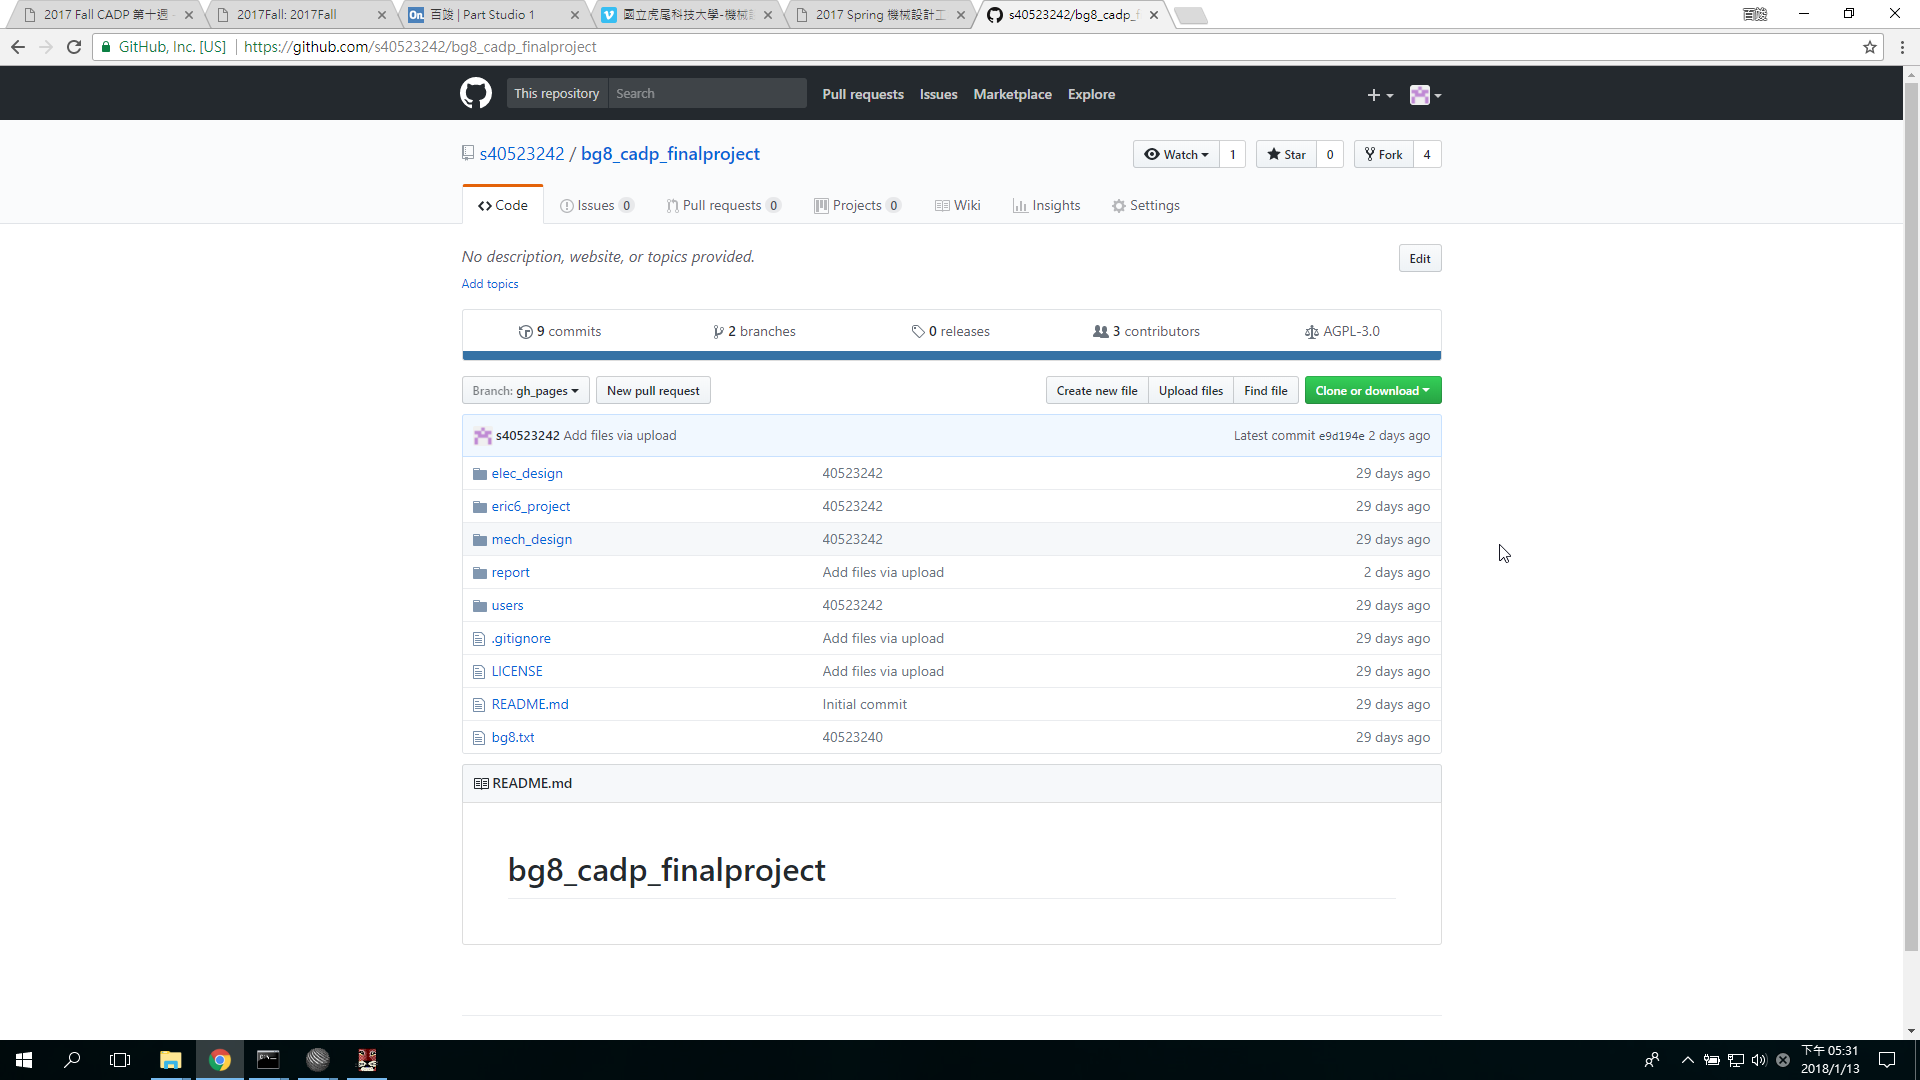 2017 Fall CADP 第十週 -
2017Fall: 2017Fall
On 百竣 | Part Studio 1
國立虎尾科技大學-機械設
2017 Spring 機械設計工
s40523242/bg8_cadp_f
百竣
GitHub, Inc. [US]
https://github.com/s40523242/bg8_cadp_finalproject
This repository
Search
Pull requests
Issues
Marketplace
Explore
s40523242 / bg8_cadp_finalproject
Watch 1
Star 0
Fork 4
Code
Issues 0
Pull requests 0
Projects 0
Wiki
Insights
Settings
No description, website, or topics provided.
Edit
Add topics
9 commits
2 branches
0 releases
3 contributors
AGPL-3.0
Branch: gh_pages
New pull request
Create new file
Upload files
Find file
Clone or download
s40523242 Add files via upload
Latest commit e9d194e 2 days ago
elec_design 40523242 29 days ago
eric6_project 40523242 29 days ago
mech_design 40523242 29 days ago
report Add files via upload 2 days ago
users 40523242 29 days ago
.gitignore Add files via upload 29 days ago
LICENSE Add files via upload 29 days ago
README.md Initial commit 29 days ago
bg8.txt 40523240 29 days ago
README.md
bg8_cadp_finalproject
下午 05:31
2018/1/13